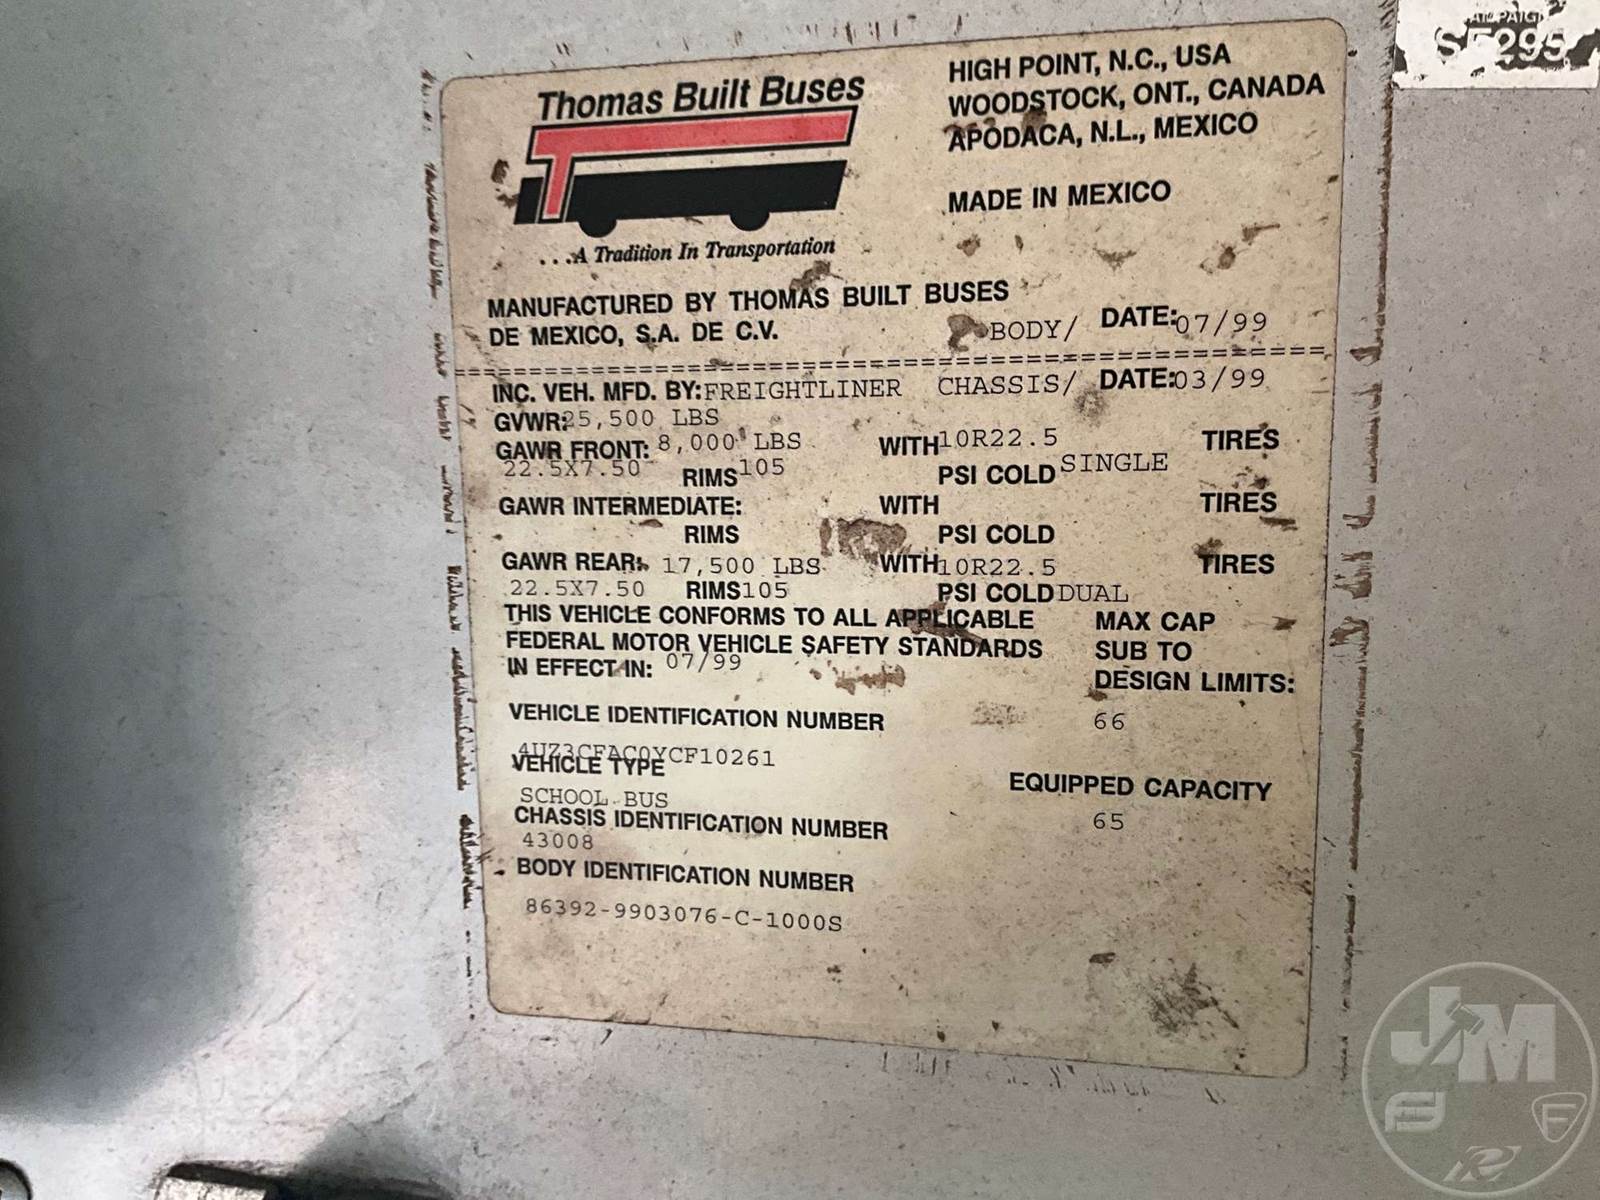 Thomas Built Buses
T
...A Tradition In Transportation
HIGH POINT, N.C., USA
WOODSTOCK, ONT., CANADA
APODACA, N.L., MEXICO
MADE IN MEXICO
MANUFACTURED BY THOMAS BUILT BUSES
DE MEXICO, S.A. DE C.V.
BODY/ DATE:07/99
INC. VEH. MFD. BY:FREIGHTLINER CHASSIS/ DATE:03/99
GVWR:25,500 LBS
GAWR FRONT: 8,000 LBS WITH 10R22.5 TIRES
22.5X7.50 RIMS 105 PSI COLD SINGLE
GAWR INTERMEDIATE: WITH TIRES
RIMS PSI COLD
GAWR REAR: 17,500 LBS WITH 10R22.5 TIRES
22.5X7.50 RIMS 105 PSI COLD DUAL
THIS VEHICLE CONFORMS TO ALL APPLICABLE
FEDERAL MOTOR VEHICLE SAFETY STANDARDS
IN EFFECT IN: 07/99
MAX CAP
SUB TO
DESIGN LIMITS:
66
VEHICLE IDENTIFICATION NUMBER
4UZ3CFAC0YCF10261
VEHICLE TYPE
SCHOOL BUS
EQUIPPED CAPACITY
65
CHASSIS IDENTIFICATION NUMBER
43008
BODY IDENTIFICATION NUMBER
86392-9903076-C-1000S
JM